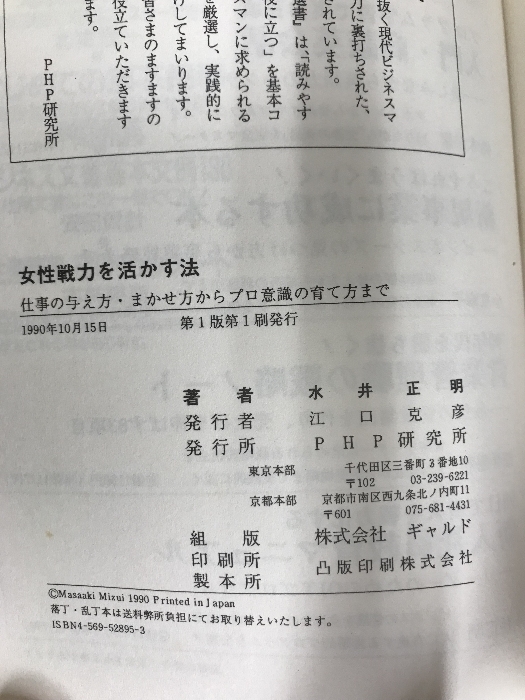 抜く現代ビジネスマ
力に裏打ちされた、
されています。
選書』は、「読みやす
役に立つ」を基本コ
スマンに求められる
を厳選し、実践的に
けしてまいります。
皆さまのますますの
役立ていただきます
ます。
PHP研究所
女性戦力を活かす法
仕事の与え方・まかせ方からプロ意識の育て方まで
1990年10月15日 第1版第1刷発行
著者 水井正明
発行者 江口克彦
発行所 PHP研究所
東京本部 千代田区三番町3番地10
〒102 03-239-6221
京都本部 京都市南区西九条北ノ内町11
〒601 075-681-4431
組版 株式会社 ギャルド
印刷所 凸版印刷株式会社
製本所
©Masaaki Mizui 1990 Printed in Japan
落丁・乱丁本は送料弊所負担にてお取り替えいたします。
ISBN4-569-52895-3